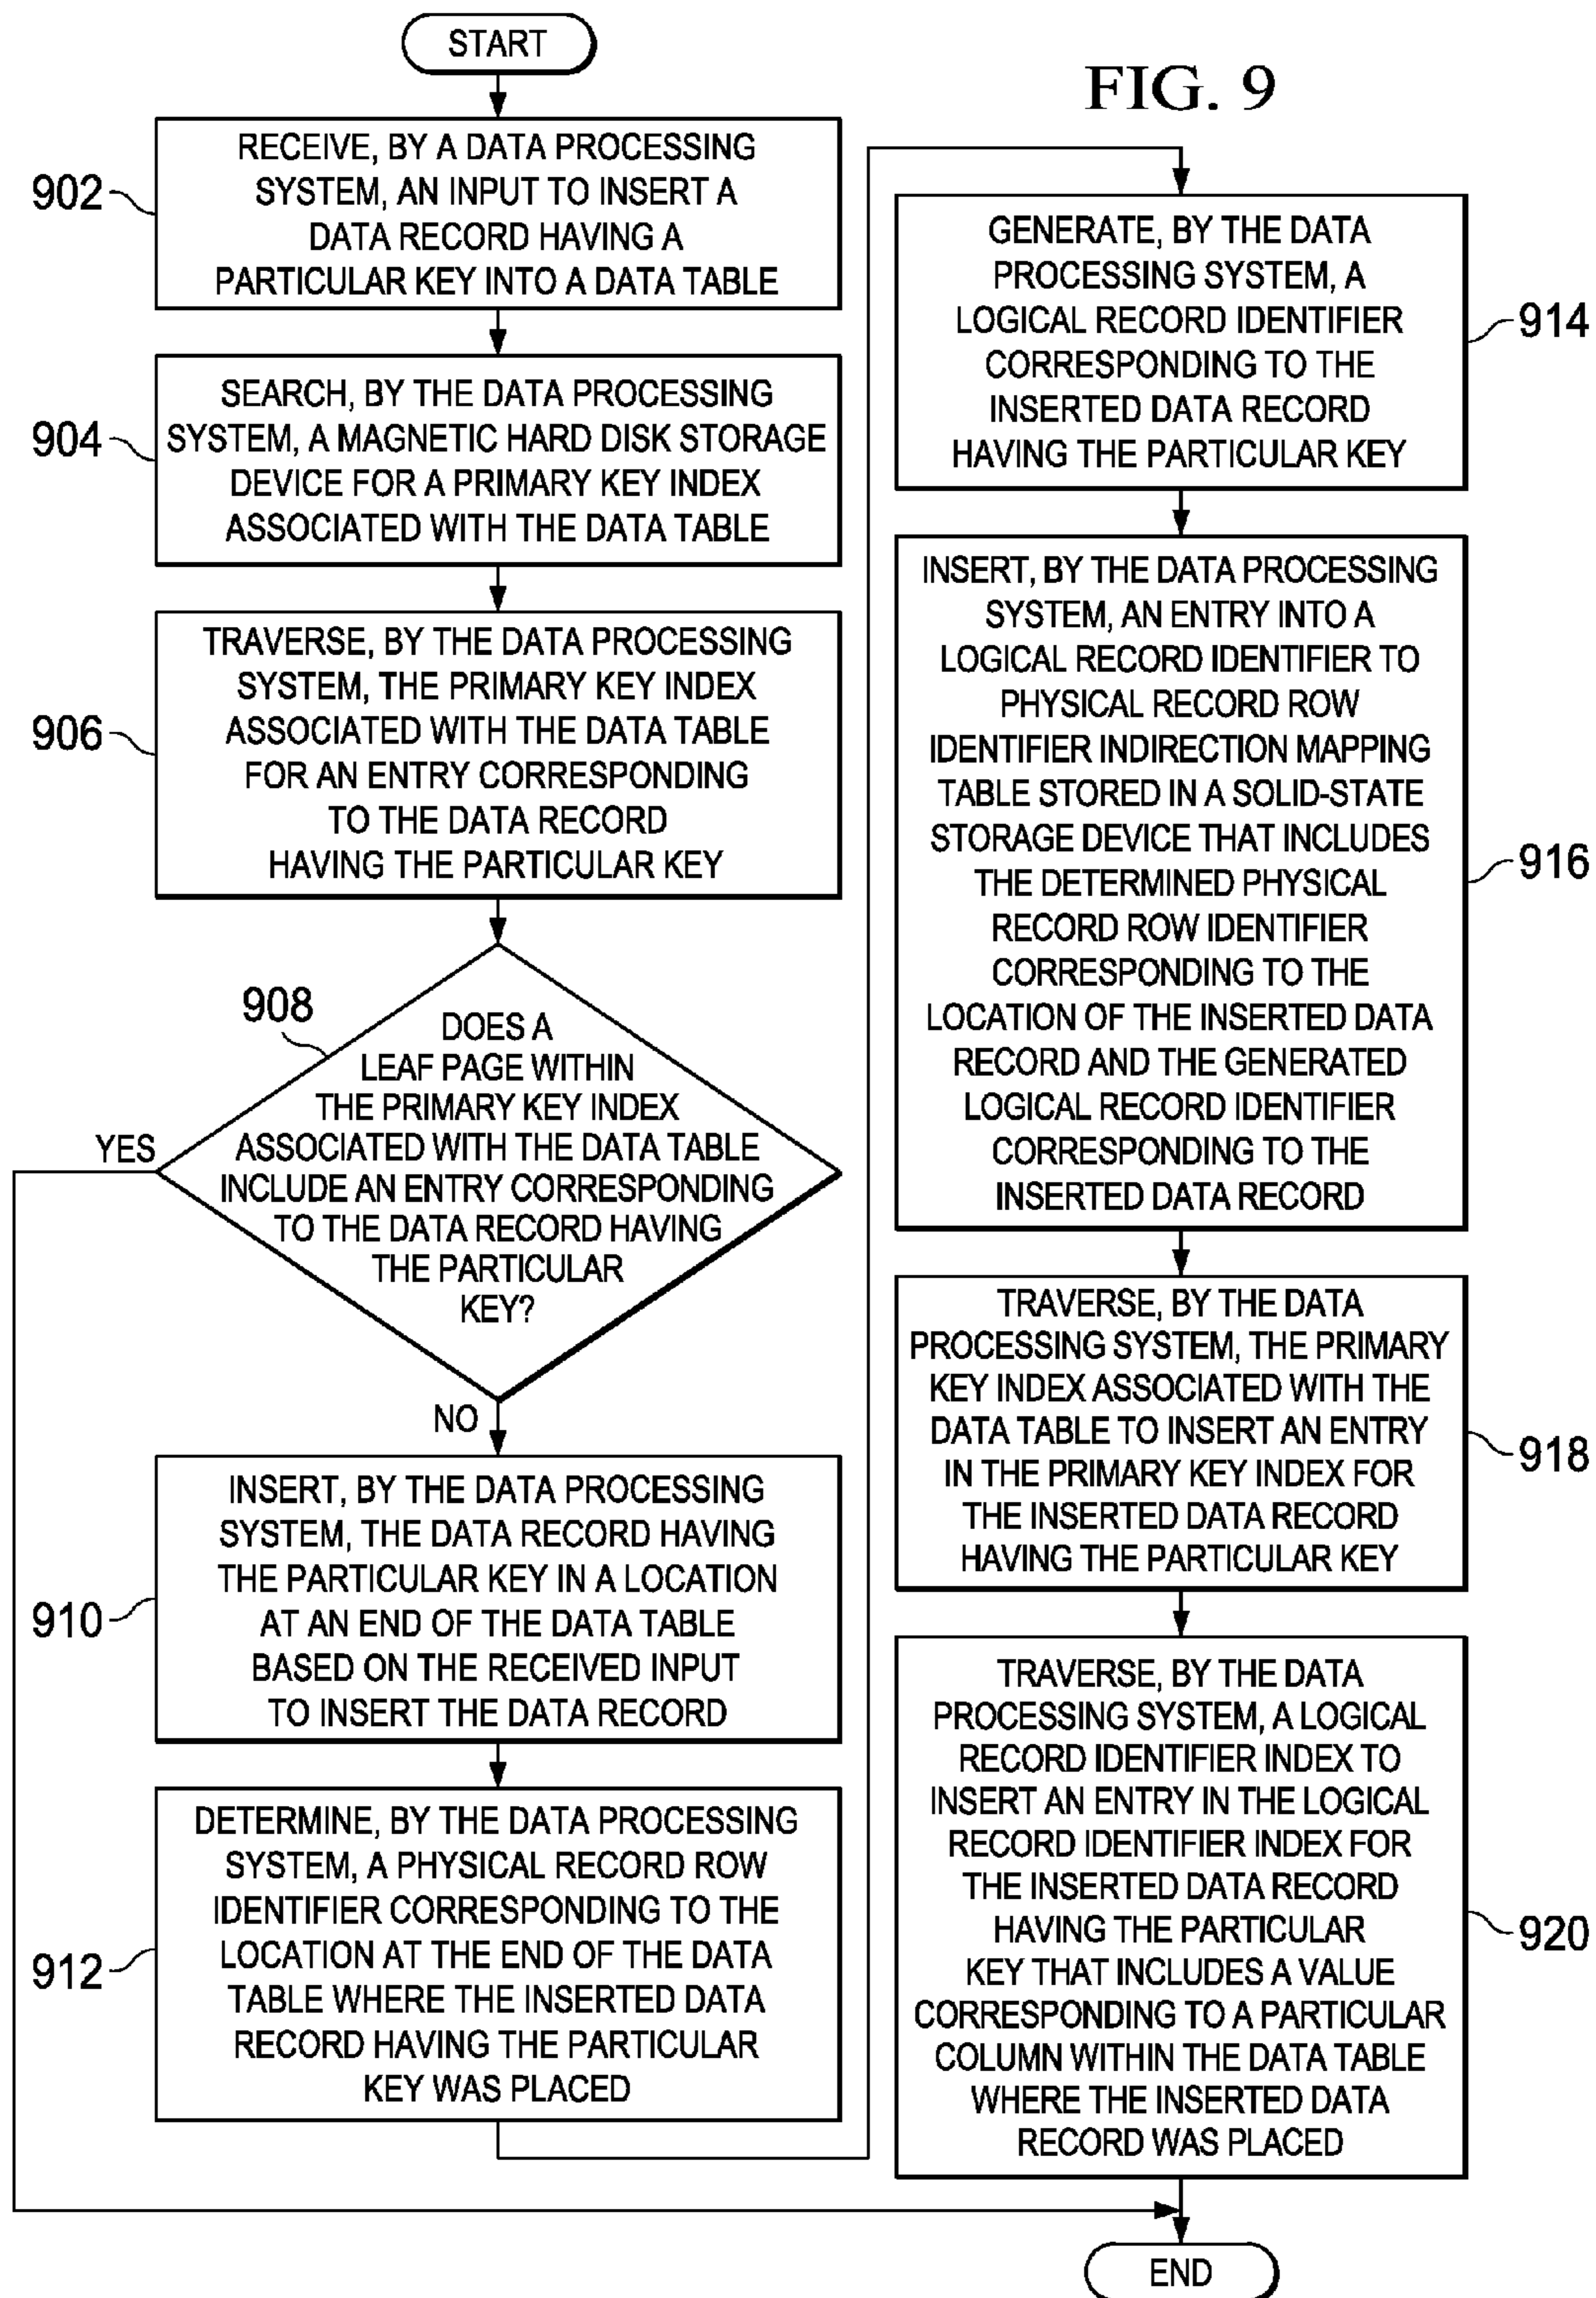 FIG. 9
START
902
RECEIVE, BY A DATA PROCESSING
SYSTEM, AN INPUT TO INSERT A
DATA RECORD HAVING A
PARTICULAR KEY INTO A DATA TABLE
904
SEARCH, BY THE DATA PROCESSING
SYSTEM, A MAGNETIC HARD DISK STORAGE
DEVICE FOR A PRIMARY KEY INDEX
ASSOCIATED WITH THE DATA TABLE
906
TRAVERSE, BY THE DATA PROCESSING
SYSTEM, THE PRIMARY KEY INDEX
ASSOCIATED WITH THE DATA TABLE
FOR AN ENTRY CORRESPONDING
TO THE DATA RECORD
HAVING THE PARTICULAR KEY
908
DOES A
LEAF PAGE WITHIN
THE PRIMARY KEY INDEX
ASSOCIATED WITH THE DATA TABLE
INCLUDE AN ENTRY CORRESPONDING
TO THE DATA RECORD HAVING
THE PARTICULAR
KEY?
YES
NO
910
INSERT, BY THE DATA PROCESSING
SYSTEM, THE DATA RECORD HAVING
THE PARTICULAR KEY IN A LOCATION
AT AN END OF THE DATA TABLE
BASED ON THE RECEIVED INPUT
TO INSERT THE DATA RECORD
912
DETERMINE, BY THE DATA PROCESSING
SYSTEM, A PHYSICAL RECORD ROW
IDENTIFIER CORRESPONDING TO THE
LOCATION AT THE END OF THE DATA
TABLE WHERE THE INSERTED DATA
RECORD HAVING THE PARTICULAR
KEY WAS PLACED
GENERATE, BY THE DATA
PROCESSING SYSTEM, A
LOGICAL RECORD IDENTIFIER
CORRESPONDING TO THE
INSERTED DATA RECORD
HAVING THE PARTICULAR KEY
914
INSERT, BY THE DATA PROCESSING
SYSTEM, AN ENTRY INTO A
LOGICAL RECORD IDENTIFIER TO
PHYSICAL RECORD ROW
IDENTIFIER INDIRECTION MAPPING
TABLE STORED IN A SOLID-STATE
STORAGE DEVICE THAT INCLUDES
THE DETERMINED PHYSICAL
RECORD ROW IDENTIFIER
CORRESPONDING TO THE
LOCATION OF THE INSERTED DATA
RECORD AND THE GENERATED
LOGICAL RECORD IDENTIFIER
CORRESPONDING TO THE
INSERTED DATA RECORD
916
TRAVERSE, BY THE DATA
PROCESSING SYSTEM, THE PRIMARY
KEY INDEX ASSOCIATED WITH THE
DATA TABLE TO INSERT AN ENTRY
IN THE PRIMARY KEY INDEX FOR
THE INSERTED DATA RECORD
HAVING THE PARTICULAR KEY
918
TRAVERSE, BY THE DATA
PROCESSING SYSTEM, A LOGICAL
RECORD IDENTIFIER INDEX TO
INSERT AN ENTRY IN THE LOGICAL
RECORD IDENTIFIER INDEX FOR
THE INSERTED DATA RECORD
HAVING THE PARTICULAR
KEY THAT INCLUDES A VALUE
CORRESPONDING TO A PARTICULAR
COLUMN WITHIN THE DATA TABLE
WHERE THE INSERTED DATA
RECORD WAS PLACED
920
END